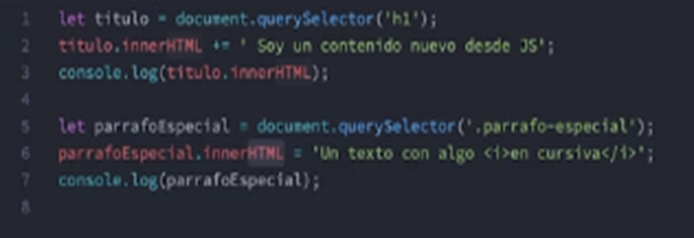 1 let titulo = document.querySelector('h1');
2 titulo.innerHTML += ' Soy un contenido nuevo desde JS';
3 console.log(titulo.innerHTML);
4
5 let parrafoEspecial = document.querySelector('.parrafo-especial');
6 parrafoEspecial.innerHTML = 'Un texto con algo <i>en cursiva</i>';
7 console.log(parrafoEspecial);
8